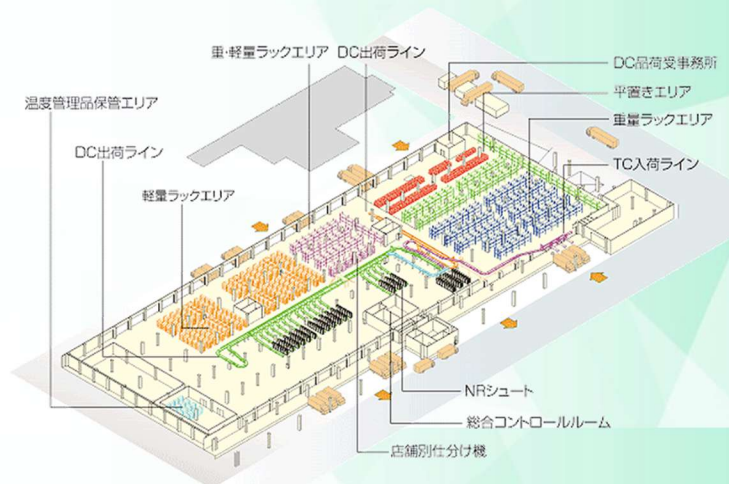 重・軽量ラックエリア
DC出荷ライン
DC品荷受事務所
平置きエリア
重量ラックエリア
TC入荷ライン
温度管理品保管エリア
DC出荷ライン
軽量ラックエリア
NRシュート
総合コントロールルーム
店舗別仕分け機